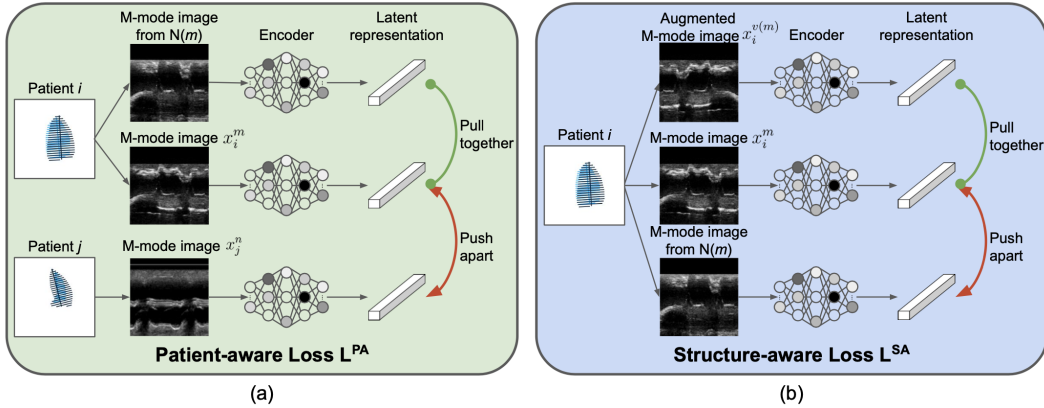 M-mode image
from N(m)
Encoder
Latent
representation
Patient i
M-mode image x_i^m
Pull
together
Patient j
M-mode image x_j^n
Push
apart
Patient-aware Loss L^PA
(a)
Augmented
M-mode image x_i^v(m)
Encoder
Latent
representation
Patient i
M-mode image x_i^m
Pull
together
M-mode image
from N(m)
Push
apart
Structure-aware Loss L^SA
(b)